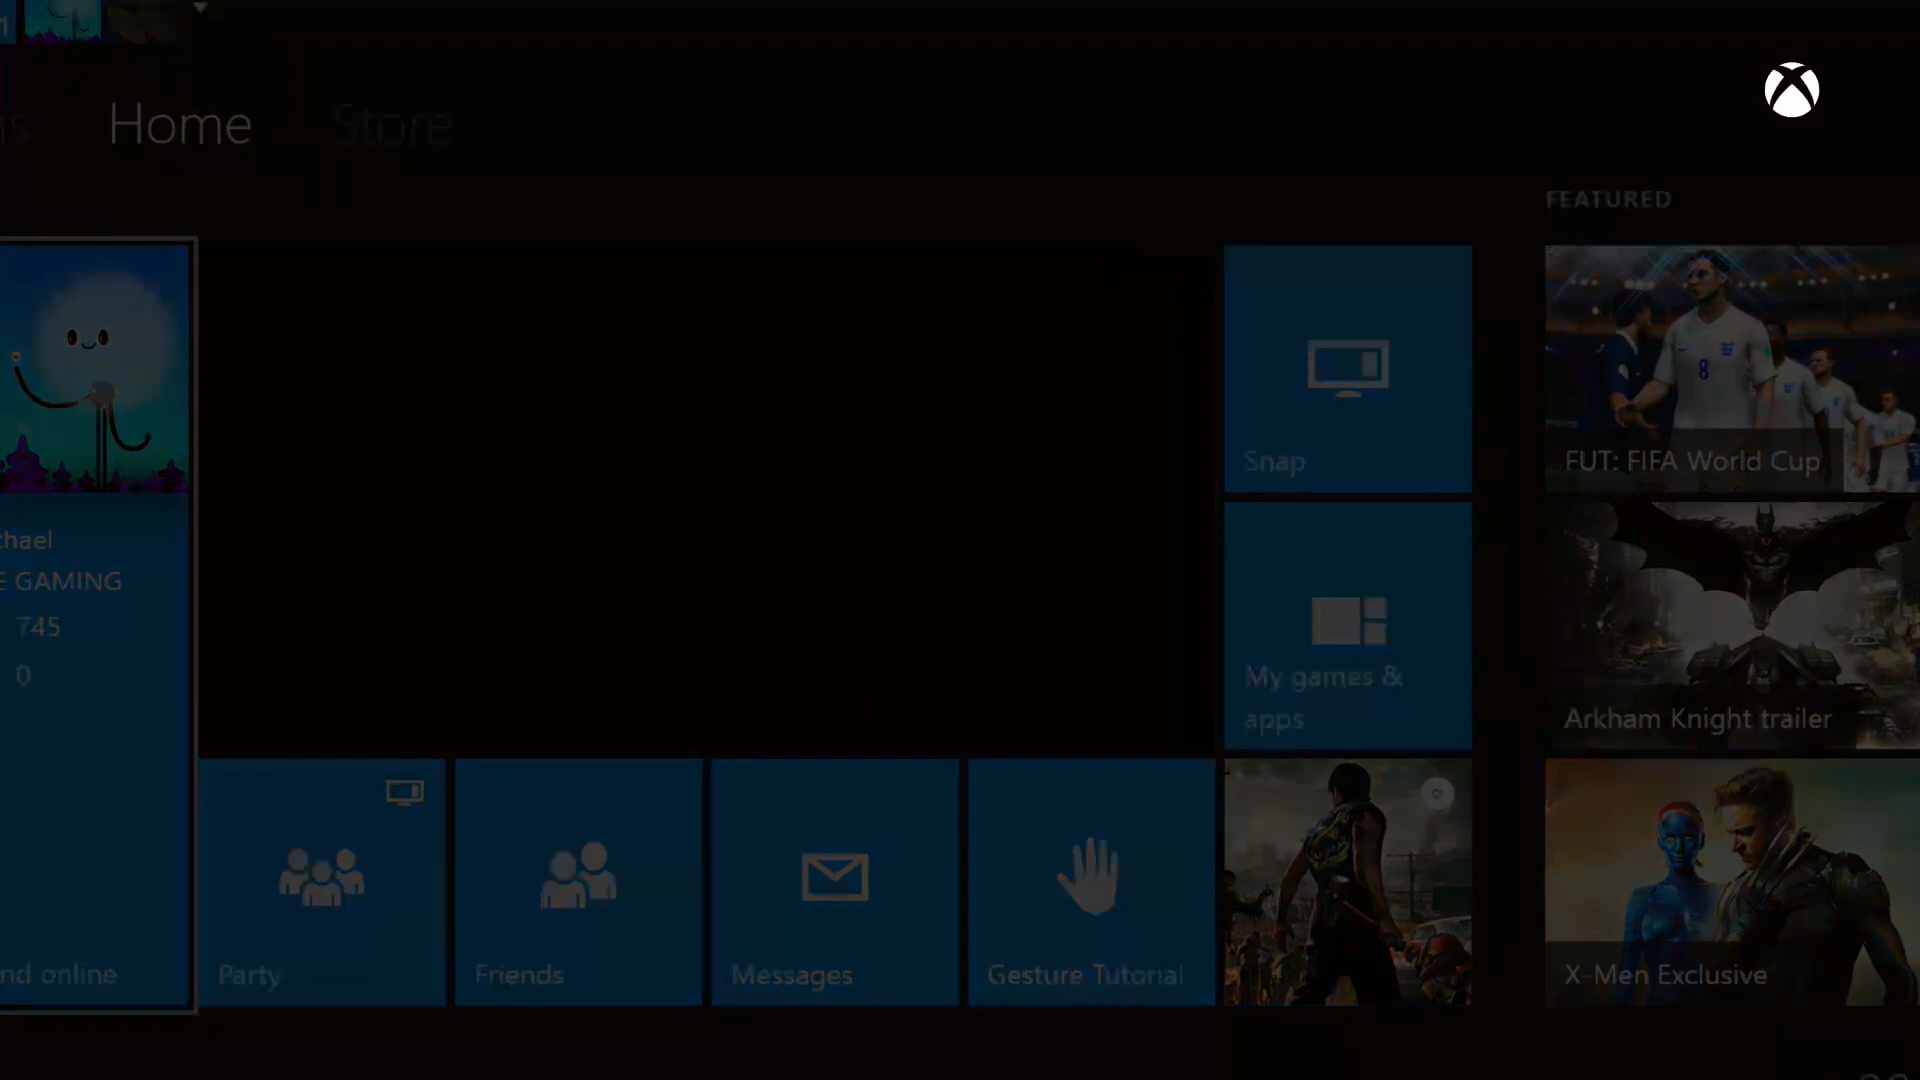 Home
Store
FEATURED
Snap
FUT: FIFA World Cup
chael
GAMING
745
0
My games &
apps
Arkham Knight trailer
nd online
Party
Friends
Messages
Gesture Tutorial
X-Men Exclusive